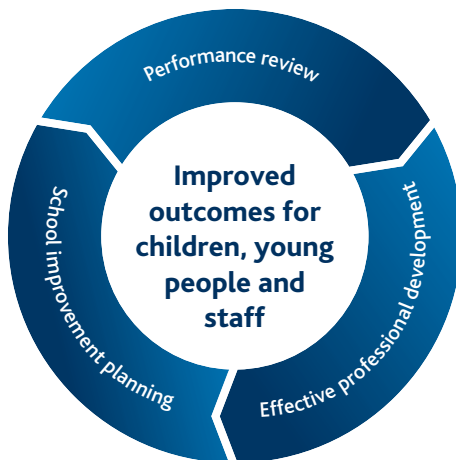 Performance review
Improved
outcomes for
children, young
people and
staff
Effective professional development
School improvement planning